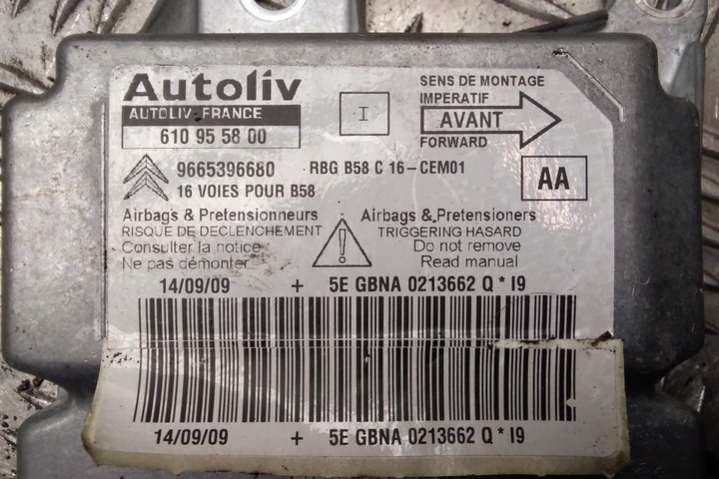 Autoliv
AUTOLIV-FRANCE
610 95 58 00
I
SENS DE MONTAGE
IMPERATIF
AVANT
FORWARD
9665396680 RBG B58 C 16-CEM01
16 VOIES POUR B58
AA
Airbags & Pretensionneurs
RISQUE DE DECLENCHEMENT
Consulter la notice
Ne pas démonter
Airbags & Pretensioners
TRIGGERING HASARD
Do not remove
Read manual
14/09/09 + 5E GBNA 0213662 Q * I9
14/09/09 + 5E GBNA 0213662 Q * I9